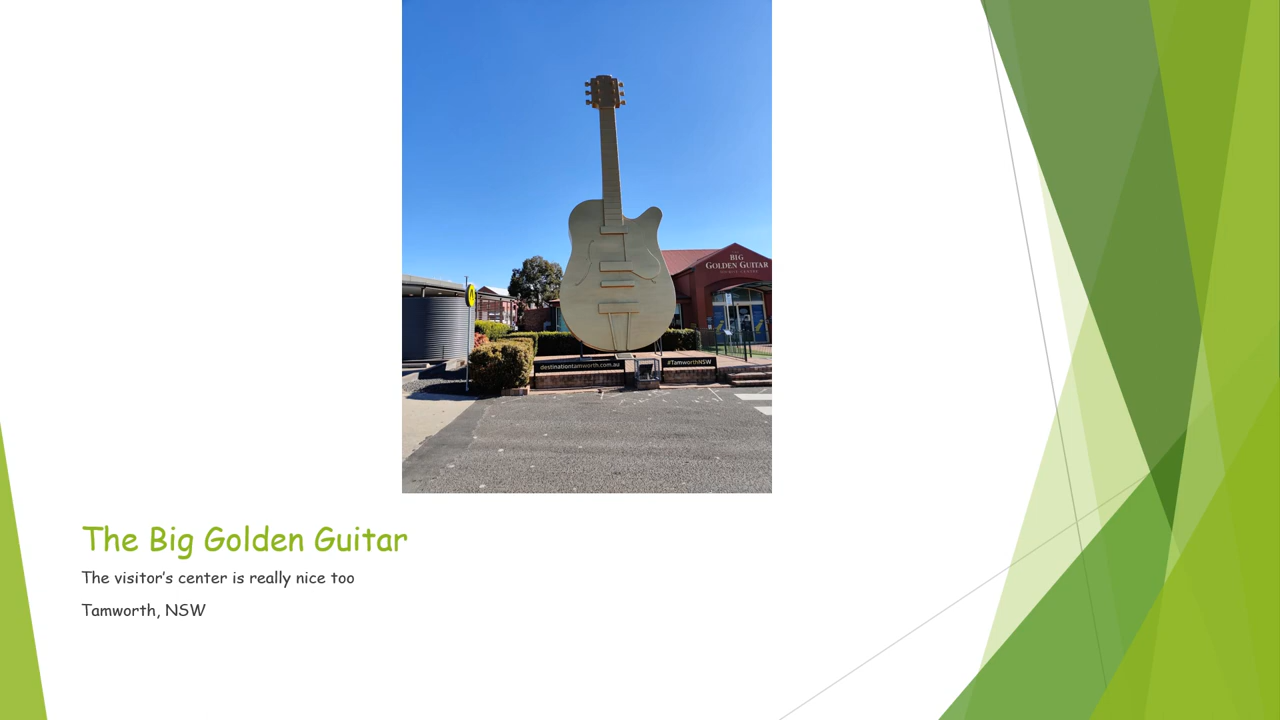 BIG
GOLDEN GUITAR
destinationtamworth.com.au
#TamworthNSW
The Big Golden Guitar
The visitor's center is really nice too
Tamworth, NSW